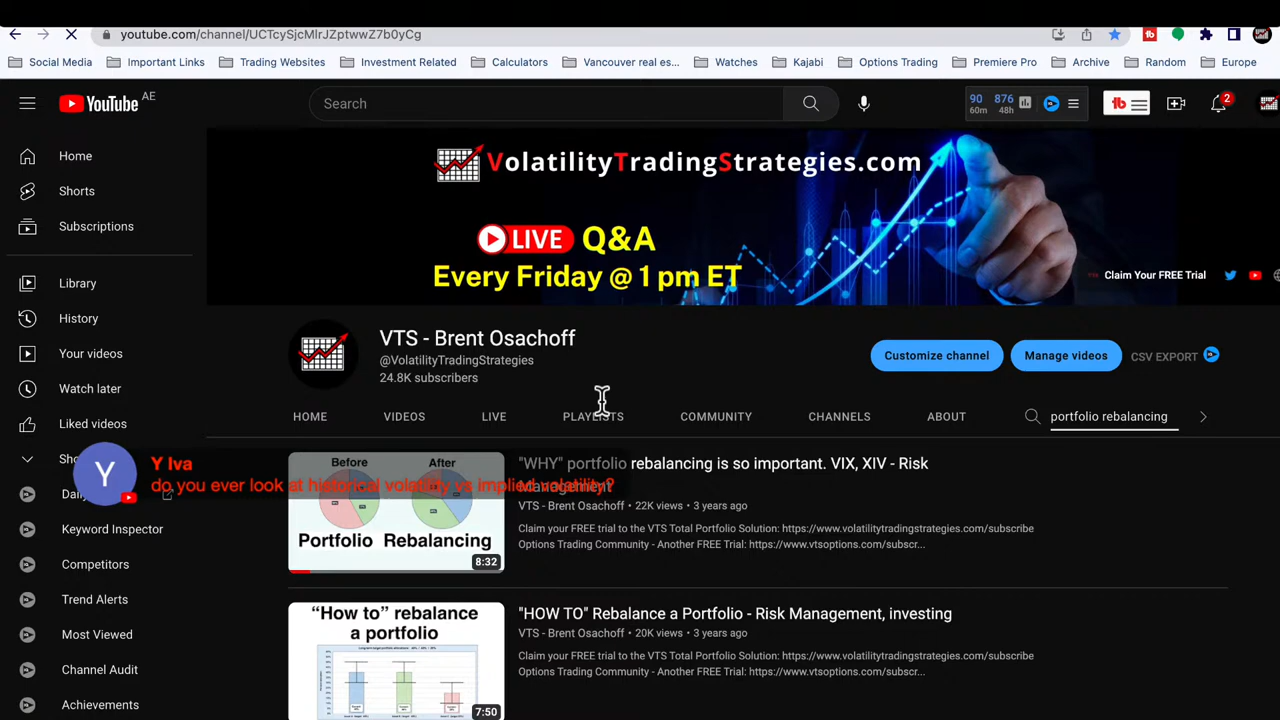 youtube.com/channel/UCTcySjcMIrJZptwwZ7b0yCg
Social Media
Important Links
Trading Websites
Investment Related
Calculators
Vancouver real es...
Watches
Kajabi
Options Trading
Premiere Pro
Archive
Random
Europe
YouTube AE
Search
90 60m
876 48h
tb
2
Home
Shorts
Subscriptions
Library
History
Your videos
Watch later
Liked videos
Keyword Inspector
Competitors
Trend Alerts
Most Viewed
Channel Audit
Achievements
VolatilityTradingStrategies.com
LIVE Q&A
Every Friday @ 1 pm ET
Claim Your FREE Trial
VTS - Brent Osachoff
@VolatilityTradingStrategies
24.8K subscribers
Customize channel
Manage videos
CSV EXPORT
HOME
VIDEOS
LIVE
PLAYLISTS
COMMUNITY
CHANNELS
ABOUT
portfolio rebalancing
Y
Y Iva
do you ever look at historical volatility vs implied volatility?
Before
After
Portfolio Rebalancing
8:32
"WHY" portfolio rebalancing is so important. VIX, XIV - Risk
Management
VTS - Brent Osachoff • 22K views • 3 years ago
Claim your FREE trial to the VTS Total Portfolio Solution: https://www.volatilitytradingstrategies.com/subscribe
Options Trading Community - Another FREE Trial: https://www.vtsoptions.com/subscr...
“How to” rebalance
a portfolio
7:50
"HOW TO" Rebalance a Portfolio - Risk Management, investing
VTS - Brent Osachoff • 20K views • 3 years ago
Claim your FREE trial to the VTS Total Portfolio Solution: https://www.volatilitytradingstrategies.com/subscribe
Options Trading Community - Another FREE Trial: https://www.vtsoptions.com/subscr...